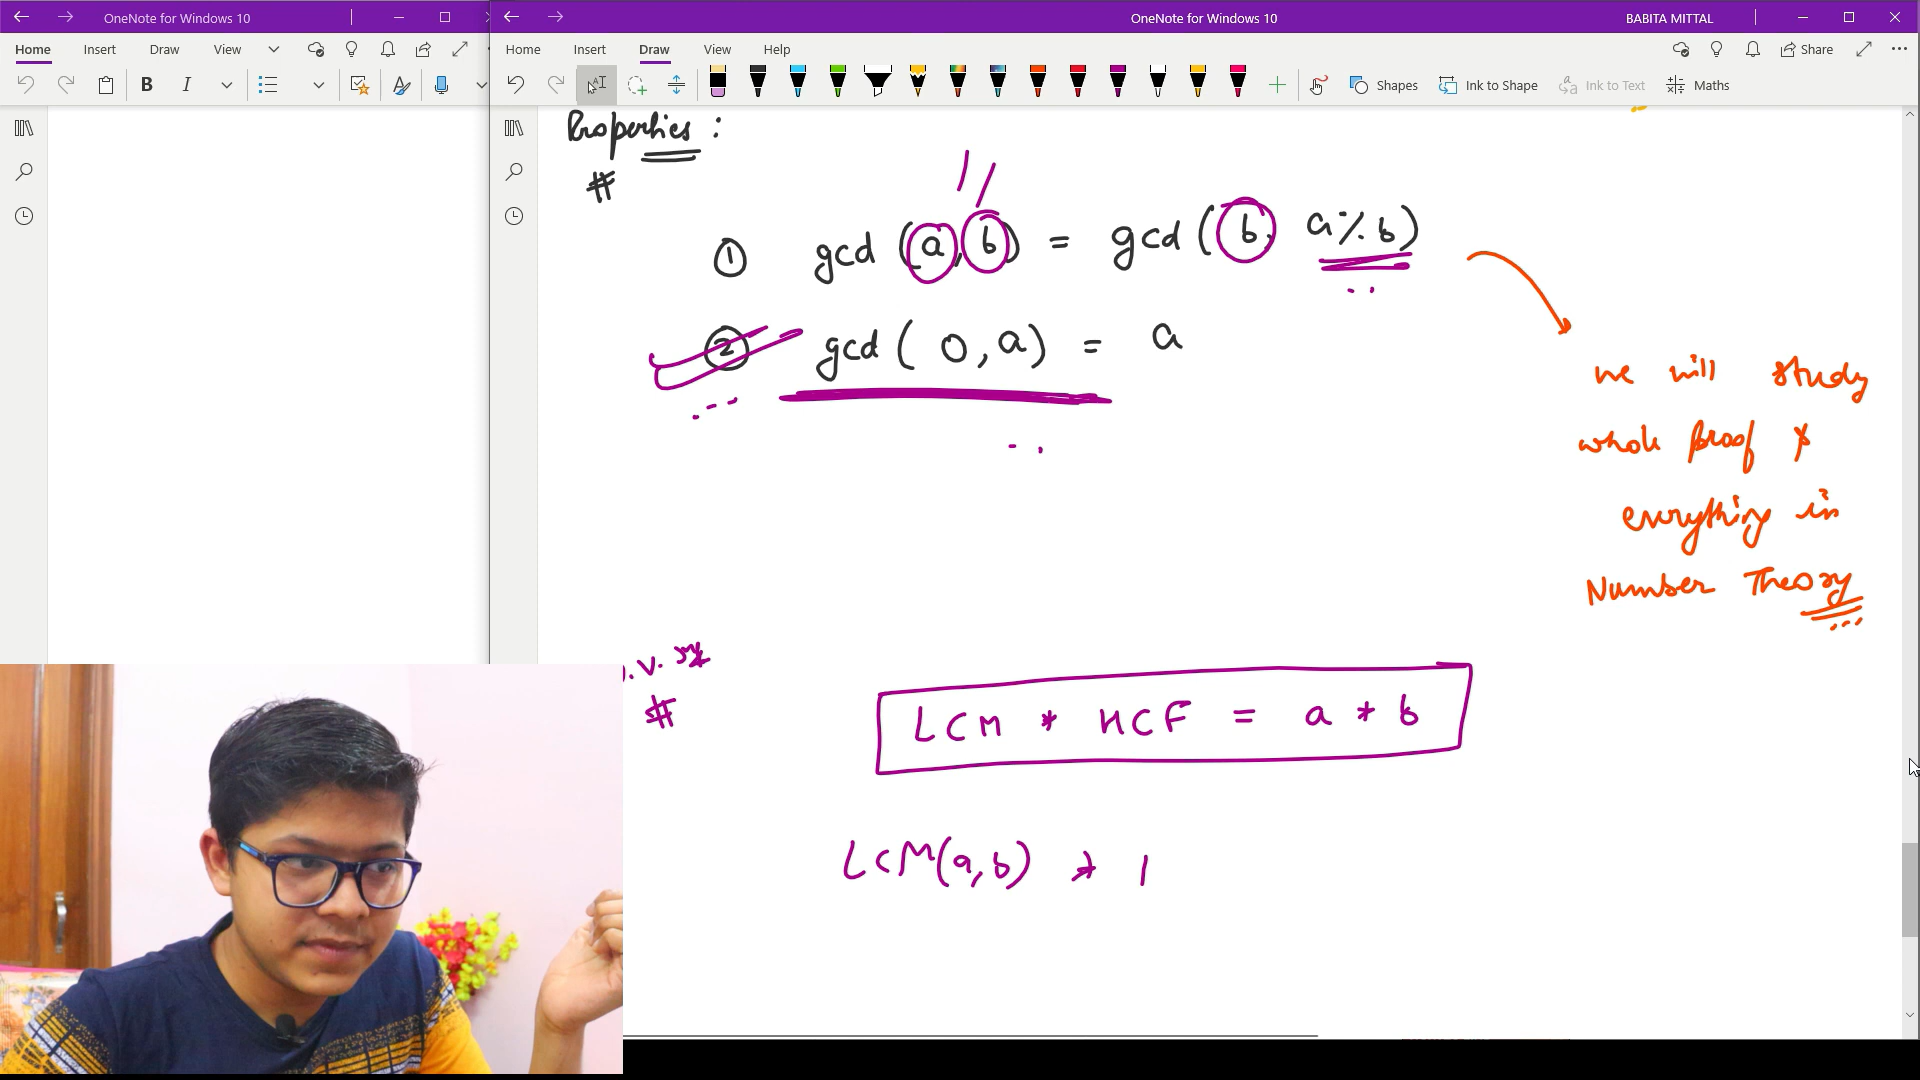 OneNote for Windows 10
OneNote for Windows 10
BABITA MITTAL
Home Insert Draw View
Home Insert Draw View Help
Share
B I
Shapes Ink to Shape Ink to Text Maths
Properties :
#
① gcd (a, b) = gcd (b, a % b)
② gcd ( 0, a) = a
we will study
whole proof &
everything in
Number Theory
.V.
#
LCM * HCF = a * b
LCM(a, b) *